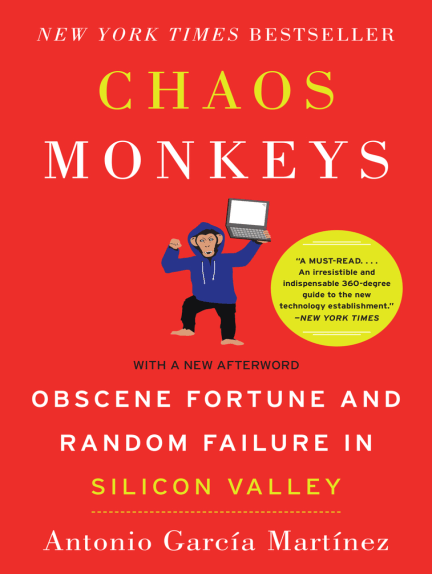 NEW YORK TIMES BESTSELLER
CHAOS
MONKEYS
“A MUST-READ. . . .
An irresistible and
indispensable 360-degree
guide to the new
technology establishment.”
—NEW YORK TIMES
WITH A NEW AFTERWORD
OBSCENE FORTUNE AND
RANDOM FAILURE IN
SILICON VALLEY
Antonio García Martínez